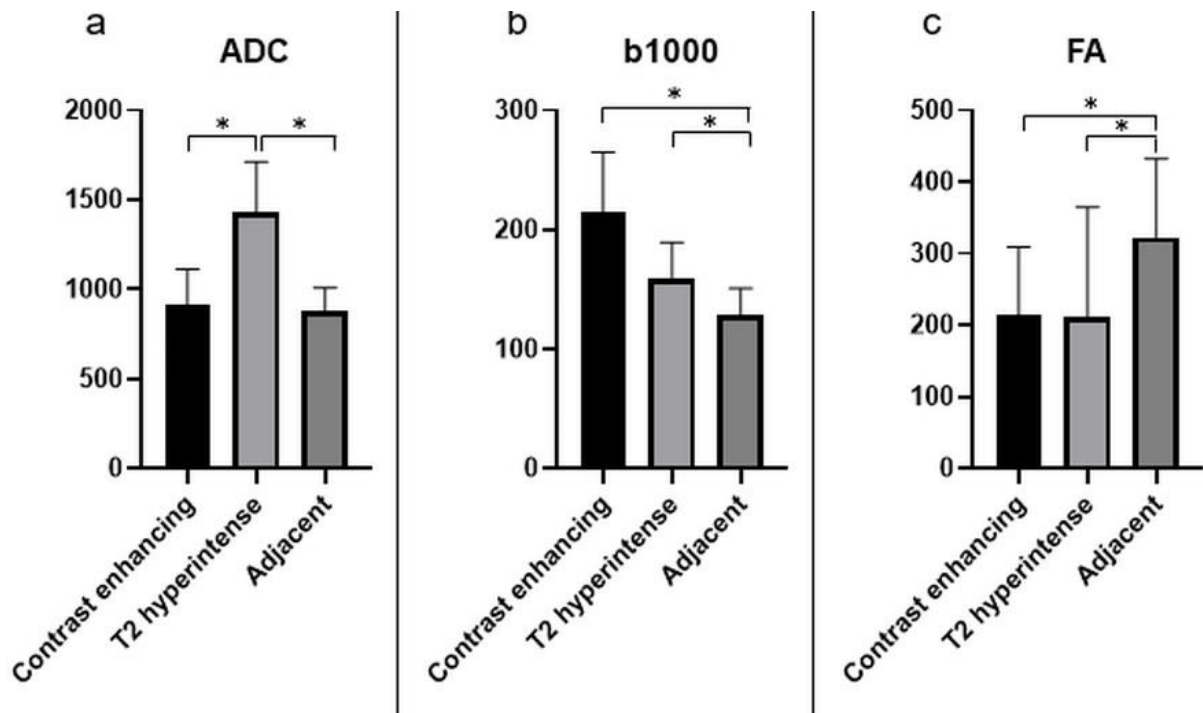 a
ADC
2000
1500
1000
500
0
* *
Contrast enhancing
T2 hyperintense
Adjacent
b
b1000
300
200
100
0
*
*
Contrast enhancing
T2 hyperintense
Adjacent
c
FA
500
400
300
200
100
0
*
*
Contrast enhancing
T2 hyperintense
Adjacent